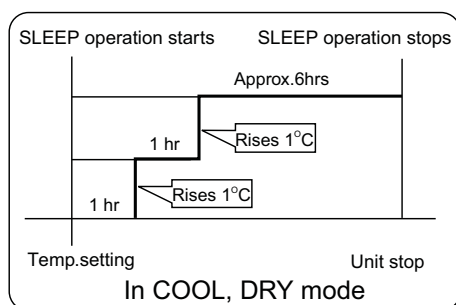 SLEEP operation starts
SLEEP operation stops
Approx.6hrs
1 hr
Rises 1°C
1 hr
Rises 1°C
Temp.setting
Unit stop
In COOL, DRY mode